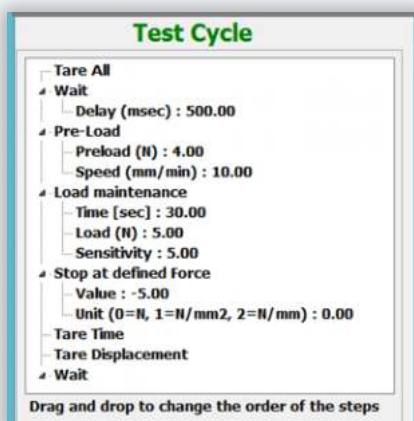 Test Cycle
Tare All
Wait
Delay (msec) : 500.00
Pre-Load
Preload (N) : 4.00
Speed (mm/min) : 10.00
Load maintenance
Time [sec] : 30.00
Load (N) : 5.00
Sensitivity : 5.00
Stop at defined Force
Value : -5.00
Unit (0=N, 1=N/mm2, 2=N/mm) : 0.00
Tare Time
Tare Displacement
Wait
Drag and drop to change the order of the steps